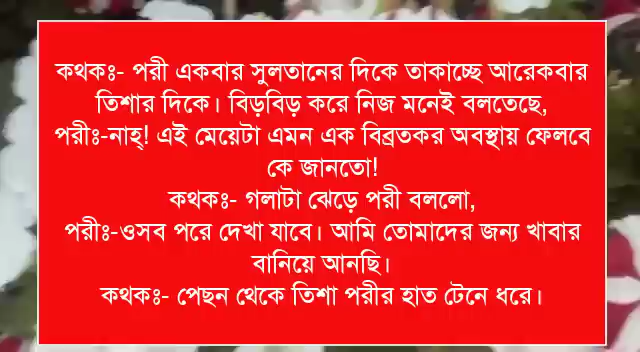 কথকঃ- পরী একবার সুলতানের দিকে তাকাচ্ছে আরেকবার
তিশার দিকে। বিড়বিড় করে নিজ মনেই বলতেছে,
পরীঃ-নাহ্! এই মেয়েটা এমন এক বিব্রতকর অবস্থায় ফেলবে
কে জানতো!
কথকঃ- গলাটা ঝেড়ে পরী বললো,
পরীঃ-ওসব পরে দেখা যাবে। আমি তোমাদের জন্য খাবার
বানিয়ে আনছি।
কথকঃ- পেছন থেকে তিশা পরীর হাত টেনে ধরে।